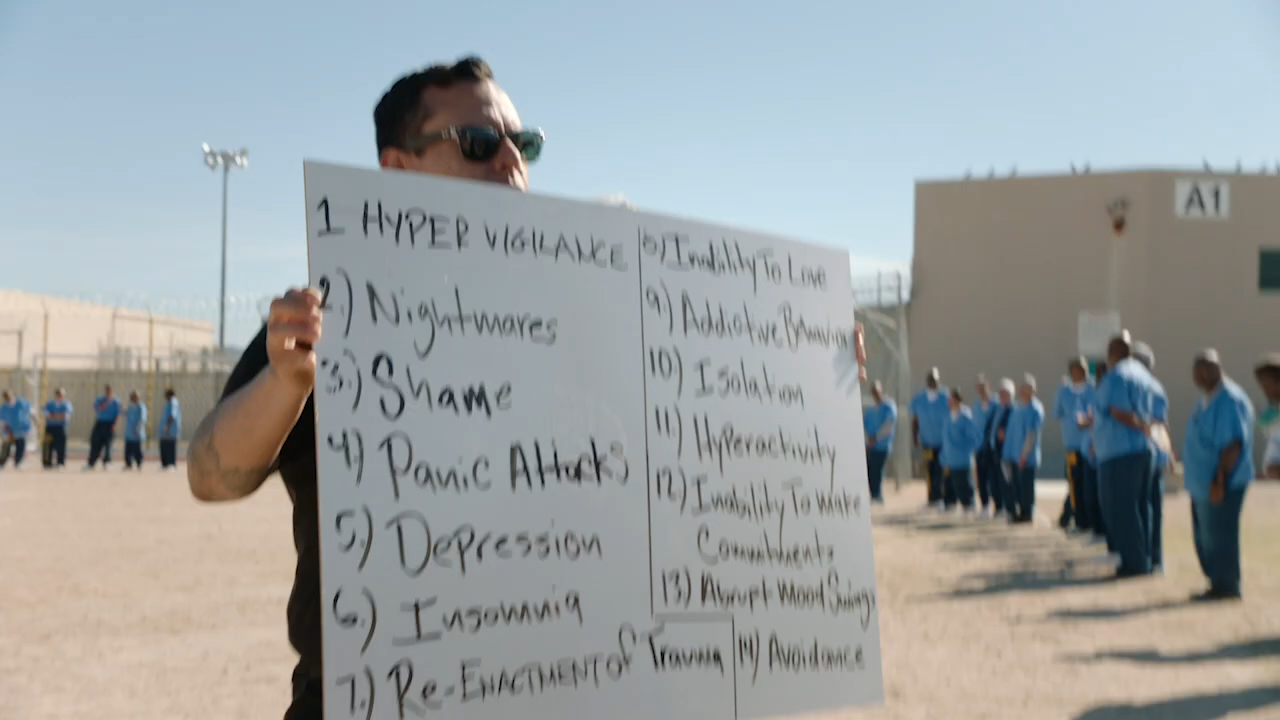 1 HYPER VIGILANCE
2.) Nightmares
3.) Shame
4) Panic Attacks
5.) Depression
6.) Insomnia
7.) Re-ENACTMENT of Trauma
8) Inability To Love
9) Addictive Behavior
10) Isolation
11) Hyperactivity
12) Inability To Make
Commitments
13) Abrupt Mood Swings
14) Avoidance
A1